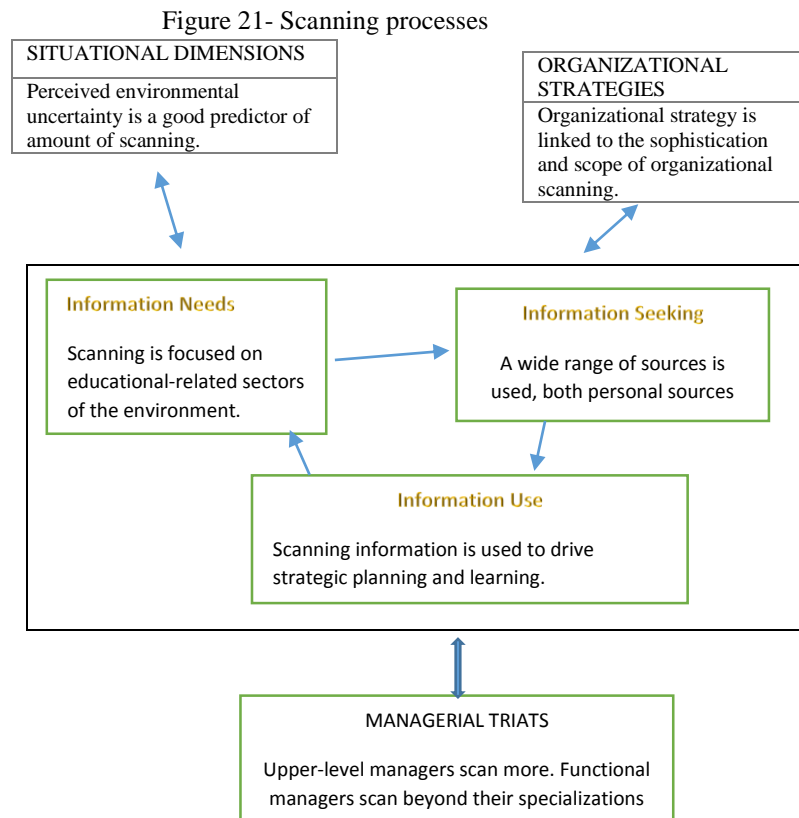 Figure 21- Scanning processes
SITUATIONAL DIMENSIONS
Perceived environmental
uncertainty is a good predictor of
amount of scanning.
ORGANIZATIONAL
STRATEGIES
Organizational strategy is
linked to the sophistication
and scope of organizational
scanning.
Information Needs
Scanning is focused on
educational-related sectors
of the environment.
Information Seeking
A wide range of sources is
used, both personal sources
Information Use
Scanning information is used to drive
strategic planning and learning.
MANAGERIAL TRIATS
Upper-level managers scan more. Functional
managers scan beyond their specializations